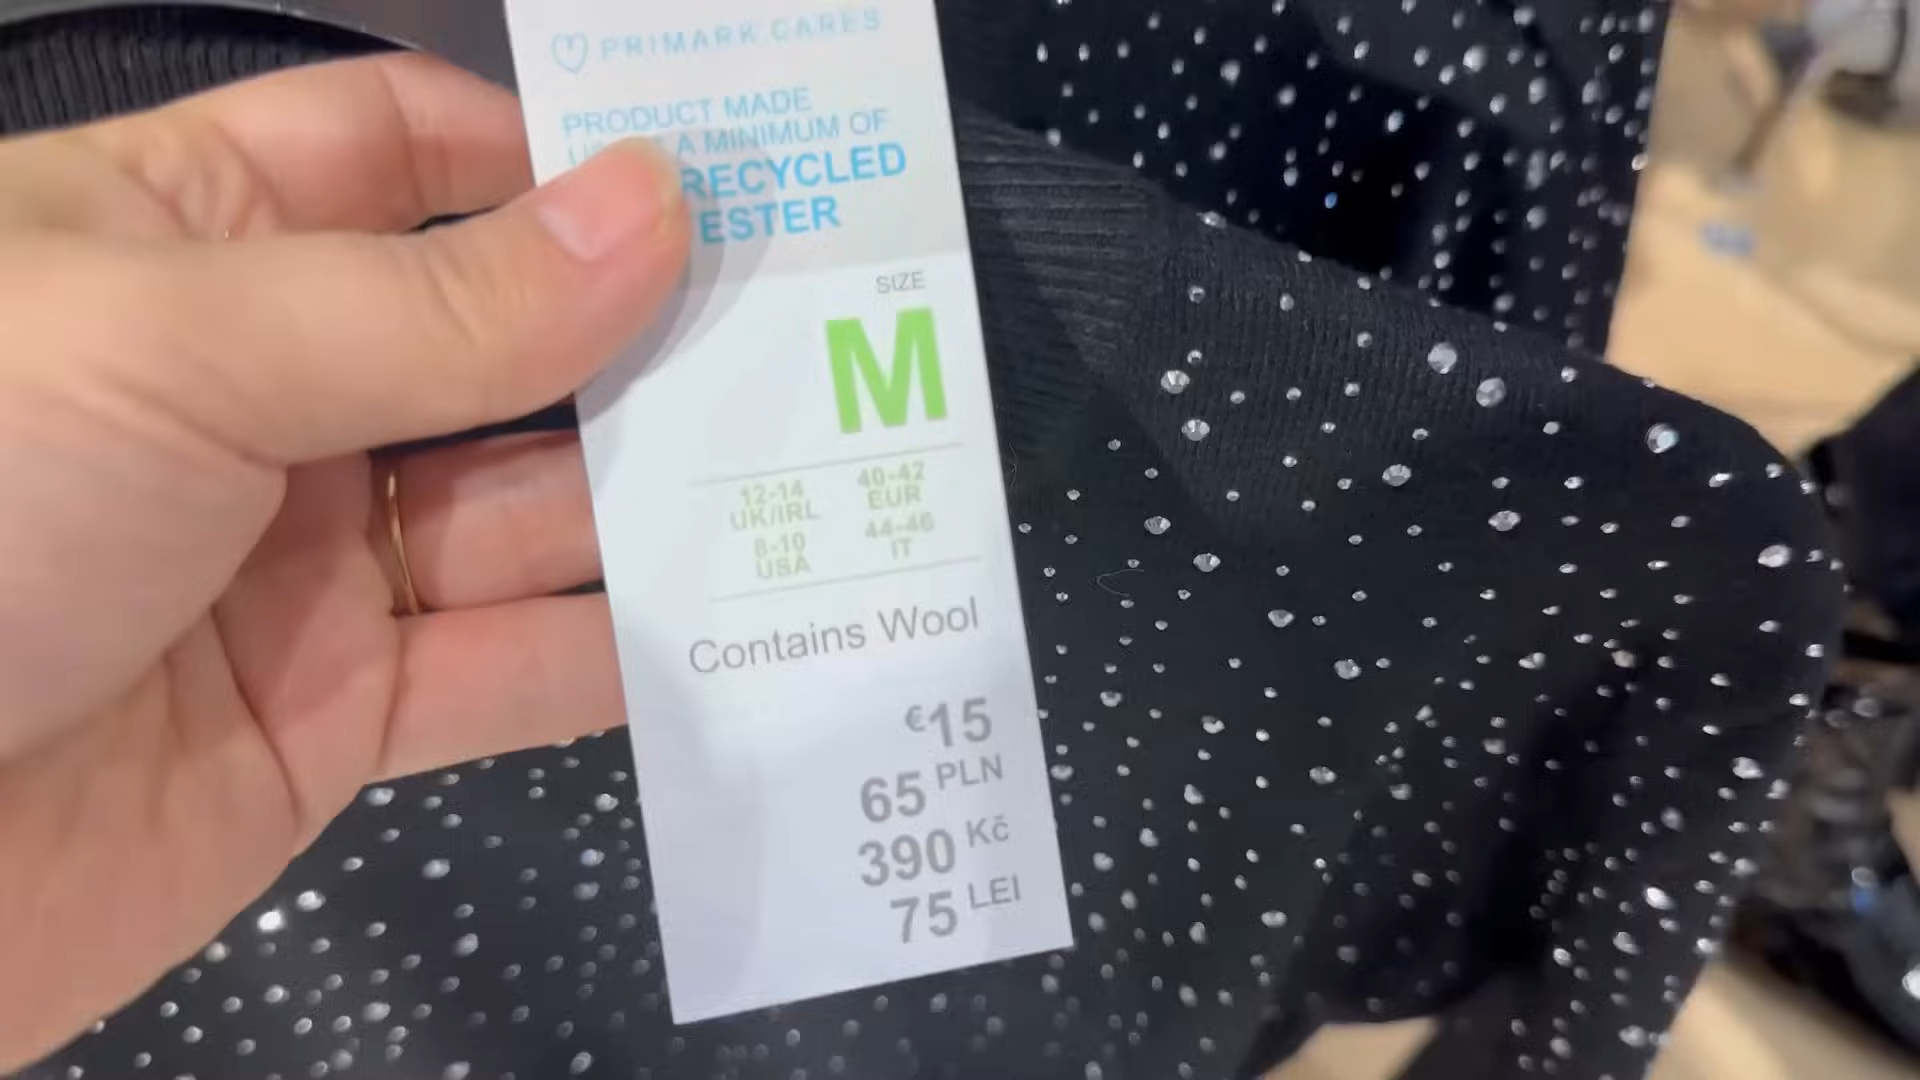 PRIMARK CARES
PRODUCT MADE
A MINIMUM OF
RECYCLED
ESTER
SIZE
M
12-14 40-42
UK/IRL EUR
8-10 44-46
USA IT
Contains Wool
€15
65 PLN
390 Kč
75 LEI